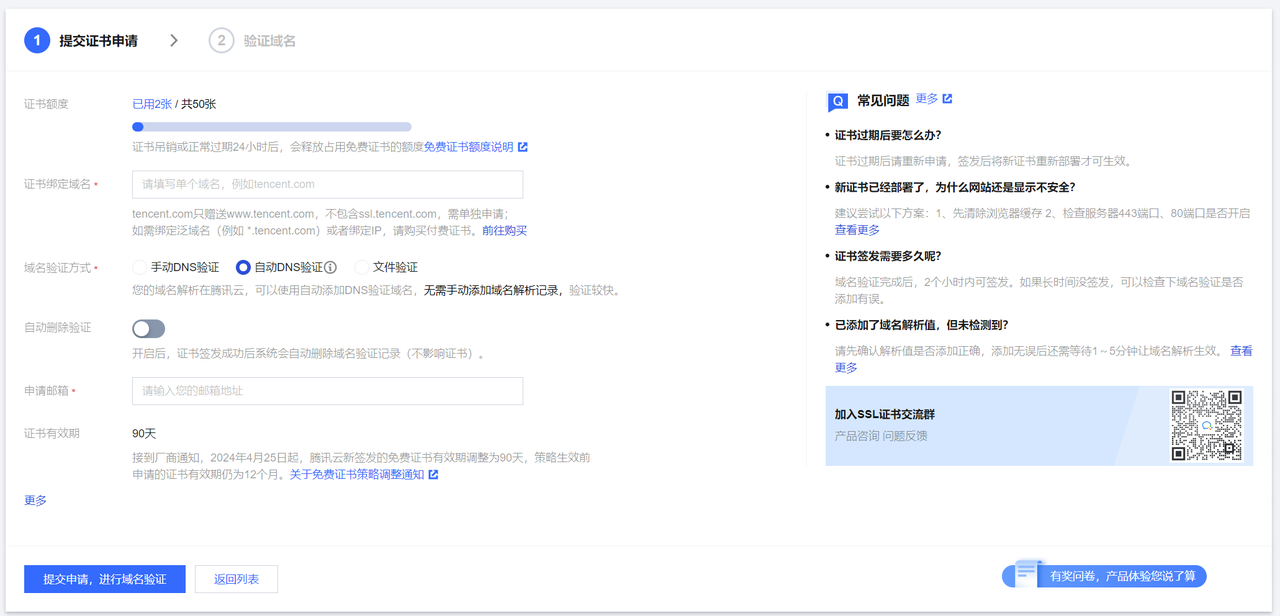 1 提交证书申请 2 验证域名
证书额度 已用2张 / 共50张
证书吊销或正常过期24小时后，会释放占用免费证书的额度免费证书额度说明
证书绑定域名* 请填写单个域名，例如tencent.com
tencent.com只赠送www.tencent.com，不包含ssl.tencent.com，需单独申请；
如需绑定泛域名（例如 *.tencent.com）或者绑定IP，请购买付费证书。前往购买
域名验证方式* 手动DNS验证 自动DNS验证 文件验证
您的域名解析在腾讯云，可以使用自动添加DNS验证域名，无需手动添加域名解析记录，验证较快。
自动删除验证
开启后，证书签发成功后系统会自动删除域名验证记录（不影响证书）。
申请邮箱* 请输入您的邮箱地址
证书有效期 90天
接到厂商通知，2024年4月25日起，腾讯云新签发的免费证书有效期调整为90天，策略生效前
申请的证书有效期仍为12个月。关于免费证书策略调整通知
更多
提交申请，进行域名验证 返回列表
Q 常见问题 更多
• 证书过期后要怎么办？
证书过期后请重新申请，签发后将新证书重新部署才可生效。
• 新证书已经部署了，为什么网站还是显示不安全？
建议尝试以下方案：1、先清除浏览器缓存 2、检查服务器443端口、80端口是否开启
查看更多
• 证书签发需要多久呢？
域名验证完成后，2个小时内可签发。如果长时间没签发，可以检查下域名验证是否
添加有误。
• 已添加了域名解析值，但未检测到？
请先确认解析值是否添加正确，添加无误后还需等待1～5分钟让域名解析生效。 查看
更多
加入SSL证书交流群
产品咨询 问题反馈
有奖问卷，产品体验您说了算